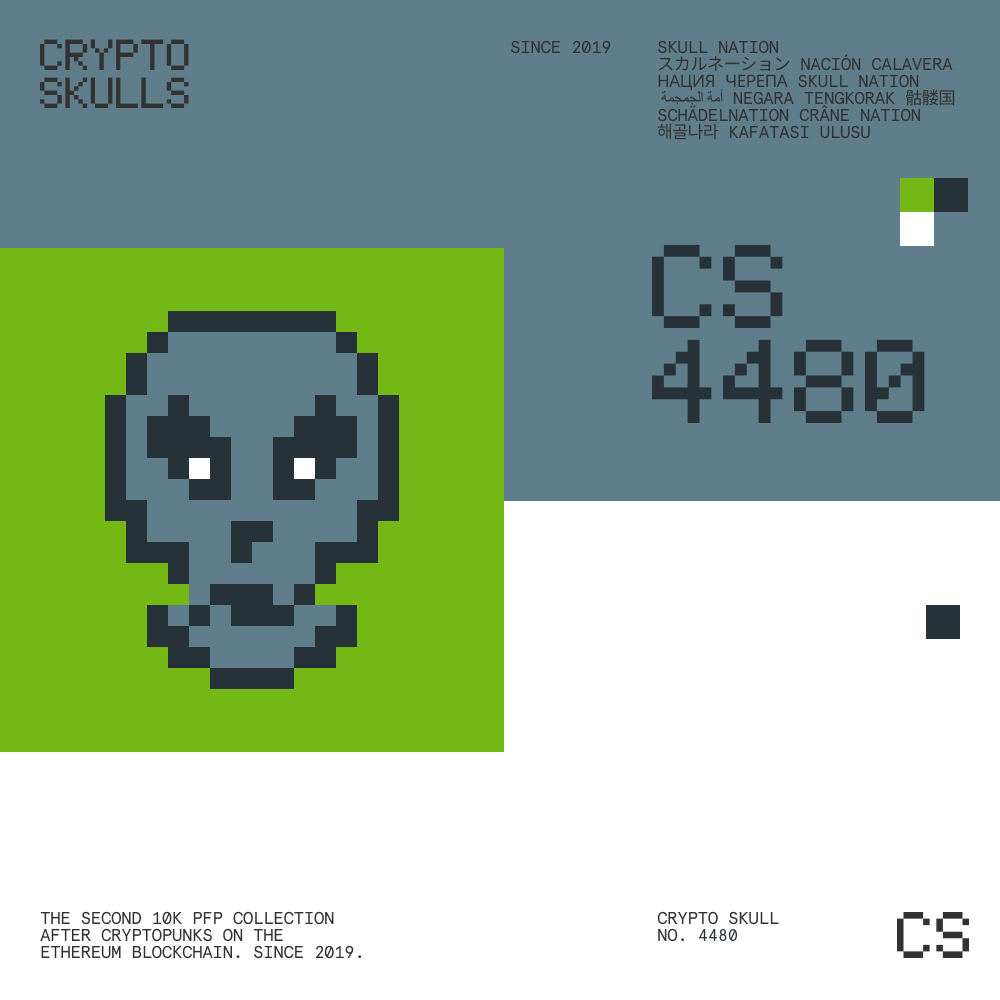 CRYPTO
SKULLS
SINCE 2019
SKULL NATION
スカルネーション NACIÓN CALAVERA
НАЦИЯ ЧЕРЕПА SKULL NATION
أمة الجمجمة NEGARA TENGKORAK 骷髅国
SCHÄDELNATION CRÂNE NATION
해골나라 KAFATASI ULUSU
CS
4480
THE SECOND 10K PFP COLLECTION
AFTER CRYPTOPUNKS ON THE
ETHEREUM BLOCKCHAIN. SINCE 2019.
CRYPTO SKULL
NO. 4480
CS